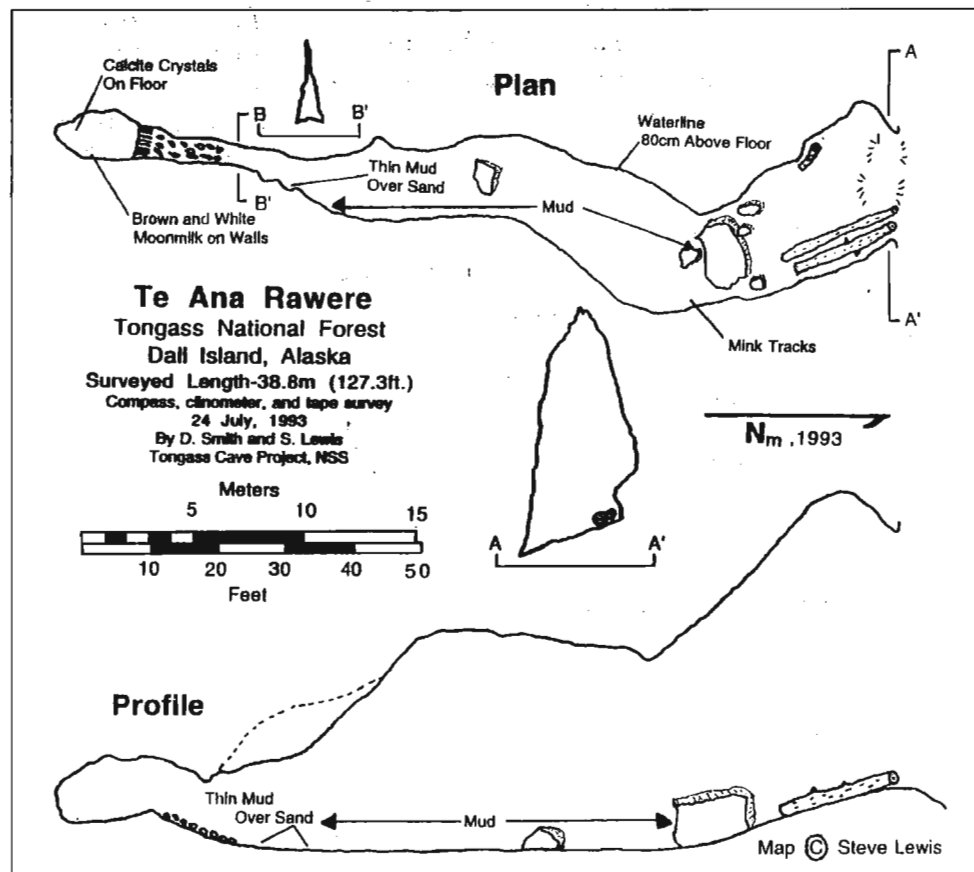 Calcite Crystals
On Floor
Plan
A
B
B'
B'
Waterline
80cm Above Floor
Thin Mud
Over Sand
Mud
Brown and White
Moonmilk on Walls
A'
Mink Tracks
Te Ana Rawere
Tongass National Forest
Dall Island, Alaska
Surveyed Length-38.8m (127.3ft.)
Compass, clinometer, and tape survey
24 July, 1993
By D. Smith and S. Lewis
Tongass Cave Project, NSS
Nm ,1993
Meters
5 10 15
10 20 30 40 50
Feet
A
A'
Profile
Thin Mud
Over Sand
Mud
Map © Steve Lewis